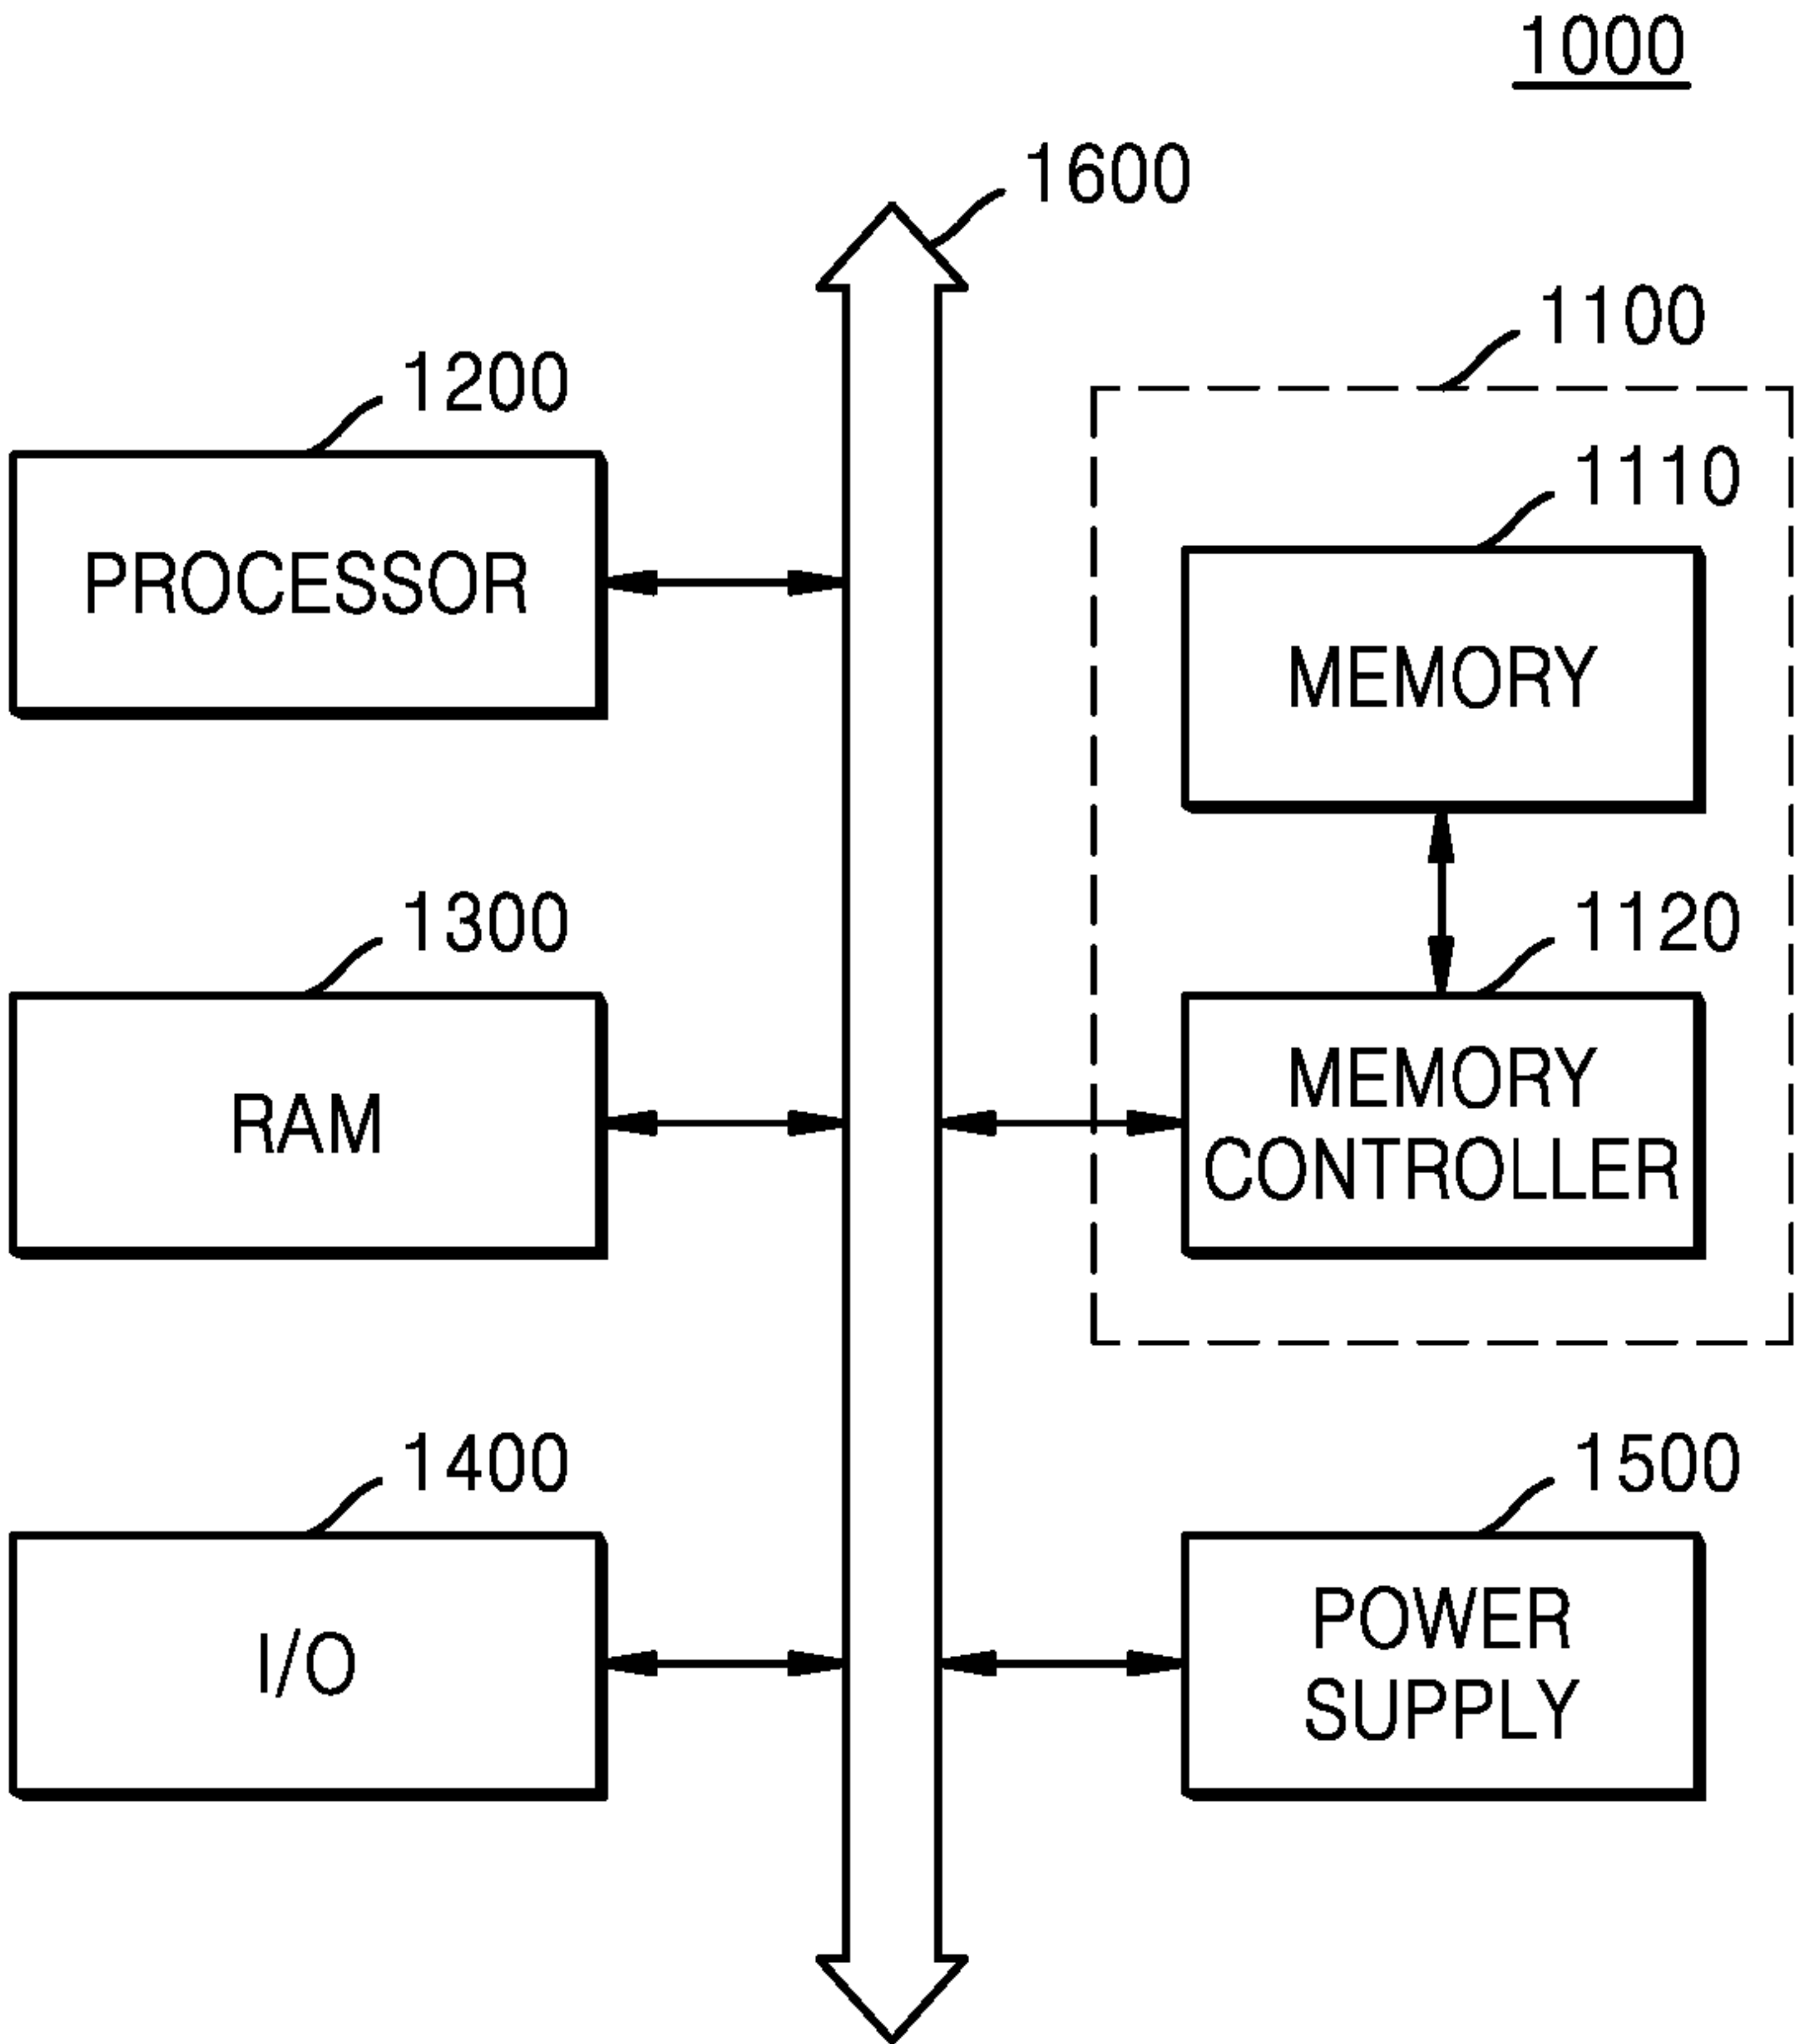 1000
1600
1100
1200
1110
PROCESSOR
MEMORY
1300
1120
RAM
MEMORY
CONTROLLER
1400
1500
I/O
POWER
SUPPLY